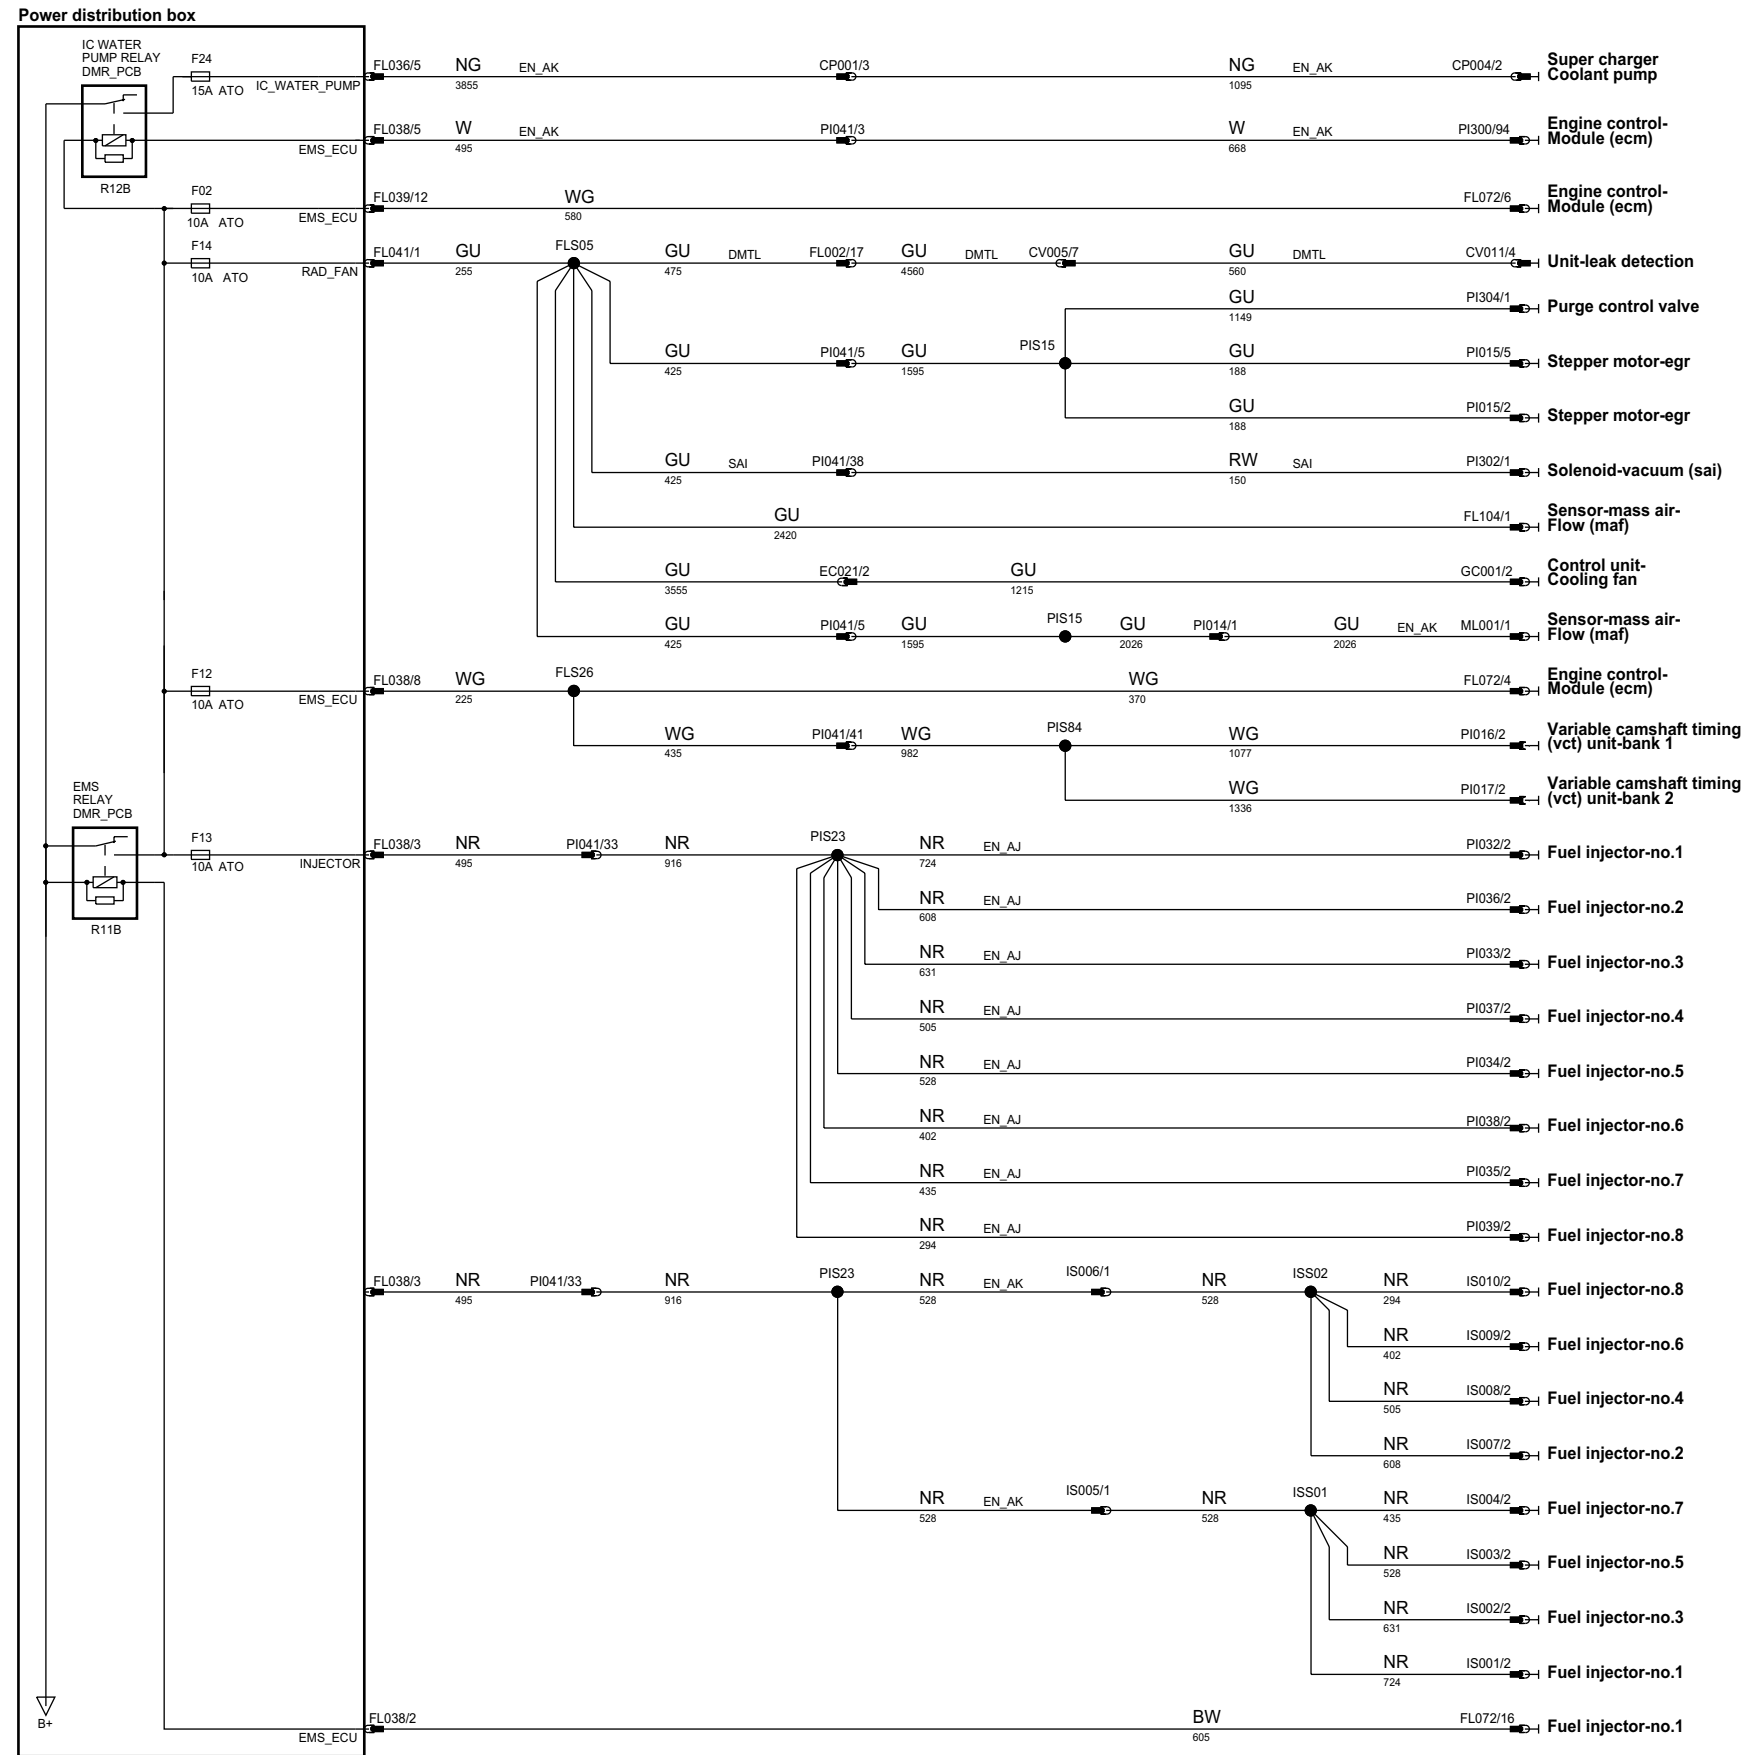 Power distribution box
IC WATER
PUMP RELAY
DMR_PCB
F24
15A ATO
IC_WATER_PUMP
FL036/5
NG
3855
EN_AK
CP001/3
NG
1095
EN_AK
CP004/2
Super charger
Coolant pump
FL038/5
W
495
EN_AK
PI041/3
W
668
EN_AK
PI300/94
Engine control-
Module (ecm)
EMS_ECU
R12B
F02
10A ATO
EMS_ECU
FL039/12
WG
580
FL072/6
Engine control-
Module (ecm)
F14
10A ATO
RAD_FAN
FL041/1
GU
255
FLS05
GU
475
DMTL
FL002/17
GU
4560
DMTL
CV005/7
GU
560
DMTL
CV011/4
Unit-leak detection
GU
1149
PI304/1
Purge control valve
GU
425
PI041/5
GU
1595
PIS15
GU
188
PI015/5
Stepper motor-egr
GU
188
PI015/2
Stepper motor-egr
GU
425
SAI
PI041/38
RW
150
SAI
PI302/1
Solenoid-vacuum (sai)
GU
2420
FL104/1
Sensor-mass air-
Flow (maf)
GU
3555
EC021/2
GU
1215
GC001/2
Control unit-
Cooling fan
GU
425
PI041/5
GU
1595
PIS15
GU
2026
PI014/1
GU
2026
EN_AK
ML001/1
Sensor-mass air-
Flow (maf)
F12
10A ATO
EMS_ECU
FL038/8
WG
225
FLS26
WG
370
FL072/4
Engine control-
Module (ecm)
WG
435
PI041/41
WG
982
PIS84
WG
1077
PI016/2
Variable camshaft timing
(vct) unit-bank 1
WG
1336
PI017/2
Variable camshaft timing
(vct) unit-bank 2
EMS
RELAY
DMR_PCB
F13
10A ATO
INJECTOR
FL038/3
NR
495
PI041/33
NR
916
PIS23
NR
724
EN_AJ
PI032/2
Fuel injector-no.1
R11B
NR
608
EN_AJ
PI036/2
Fuel injector-no.2
NR
631
EN_AJ
PI033/2
Fuel injector-no.3
NR
505
EN_AJ
PI037/2
Fuel injector-no.4
NR
528
EN_AJ
PI034/2
Fuel injector-no.5
NR
402
EN_AJ
PI038/2
Fuel injector-no.6
NR
435
EN_AJ
PI035/2
Fuel injector-no.7
NR
294
EN_AJ
PI039/2
Fuel injector-no.8
FL038/3
NR
495
PI041/33
NR
916
PIS23
NR
528
EN_AK
IS006/1
NR
528
ISS02
NR
294
IS010/2
Fuel injector-no.8
NR
402
IS009/2
Fuel injector-no.6
NR
505
IS008/2
Fuel injector-no.4
NR
608
IS007/2
Fuel injector-no.2
NR
528
EN_AK
IS005/1
NR
528
ISS01
NR
435
IS004/2
Fuel injector-no.7
NR
528
IS003/2
Fuel injector-no.5
NR
631
IS002/2
Fuel injector-no.3
NR
724
IS001/2
Fuel injector-no.1
B+
EMS_ECU
FL038/2
BW
605
FL072/16
Fuel injector-no.1